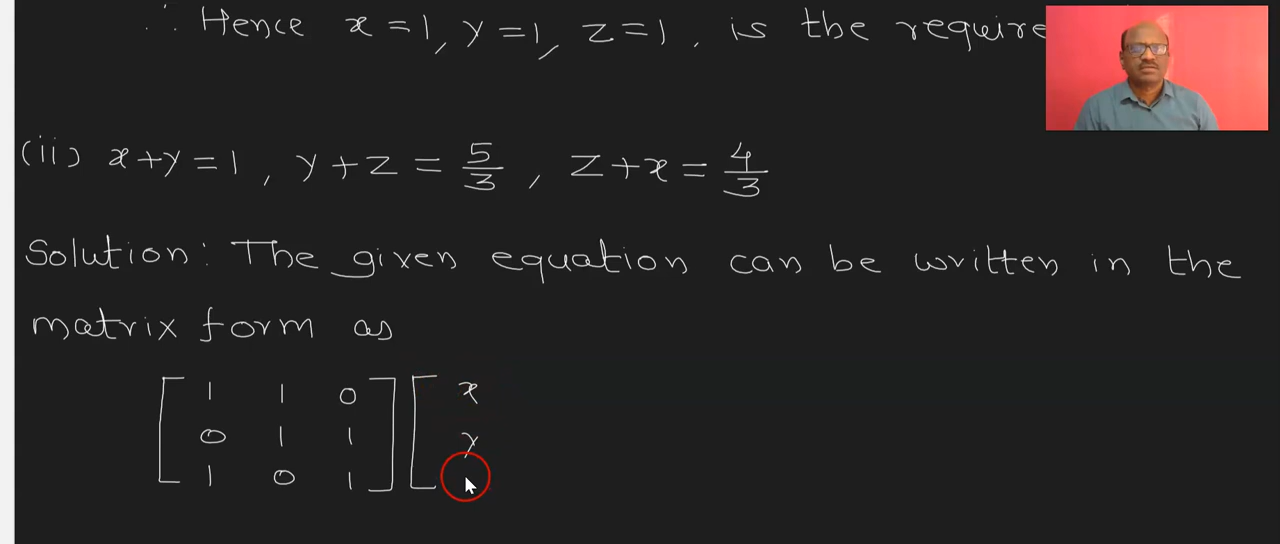 ∴ Hence x = 1, y = 1, z = 1, is the require
(ii) x + y = 1, y + z = 5/3, z + x = 4/3
Solution: The given equation can be written in the
matrix form as
[ 1 1 0 ] [ x
[ 0 1 1 ] [ y
[ 1 0 1 ] [